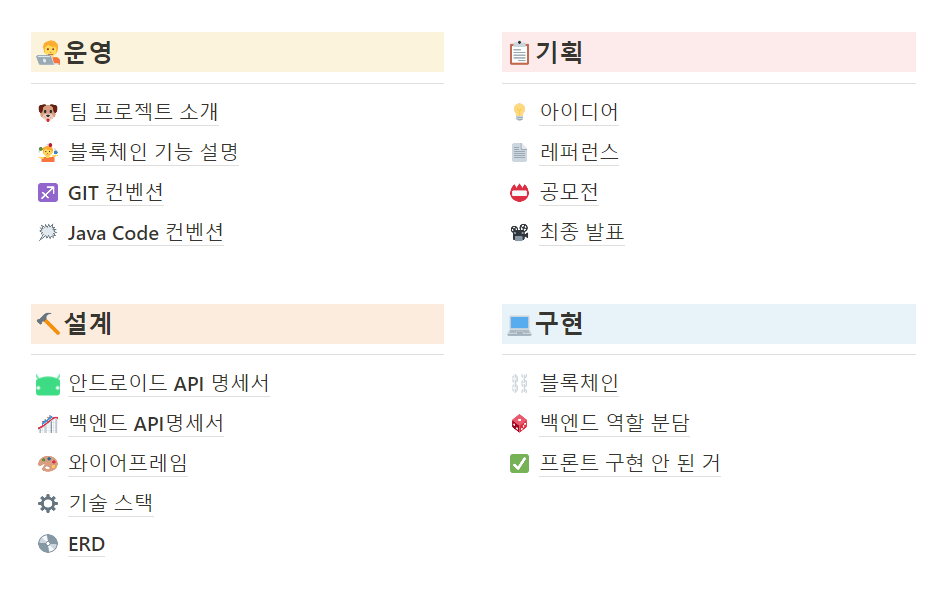 운영
팀 프로젝트 소개
블록체인 기능 설명
GIT 컨벤션
Java Code 컨벤션
기획
아이디어
레퍼런스
공모전
최종 발표
설계
안드로이드 API 명세서
백엔드 API명세서
와이어프레임
기술 스택
ERD
구현
블록체인
백엔드 역할 분담
프론트 구현 안 된 거